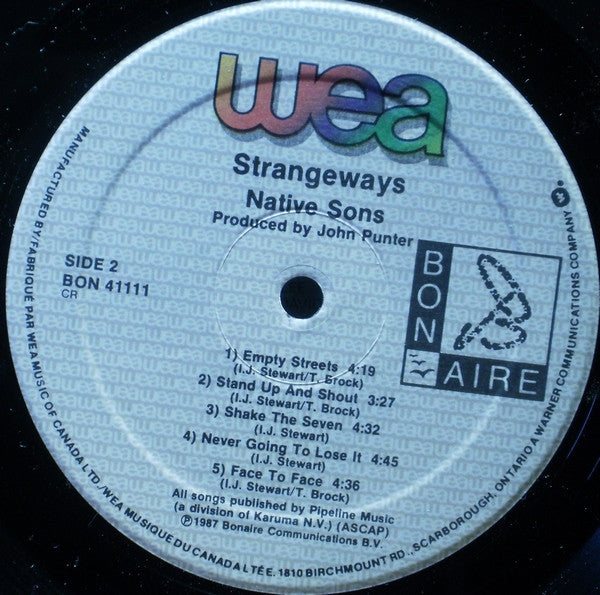 wea
Strangeways
Native Sons
Produced by John Punter
SIDE 2
BON 41111
CR
BON
AIRE
1) Empty Streets 4:19
(I.J. Stewart/T. Brock)
2) Stand Up And Shout 3:27
(I.J. Stewart/T. Brock)
3) Shake The Seven 4:32
(I.J. Stewart)
4) Never Going To Lose It 4:45
(I.J. Stewart)
5) Face To Face 4:36
(I.J. Stewart/T. Brock)
All songs published by Pipeline Music
(a division of Karuma N.V.) (ASCAP)
Ⓟ1987 Bonaire Communications B.V.
MANUFACTURED BY/FABRIQUÉ PAR WEA MUSIC OF CANADA LTD/WEA MUSIQUE DU CANADA LTÉE. 1810 BIRCHMOUNT RD., SCARBOROUGH, ONTARIO A WARNER COMMUNICATIONS COMPANY